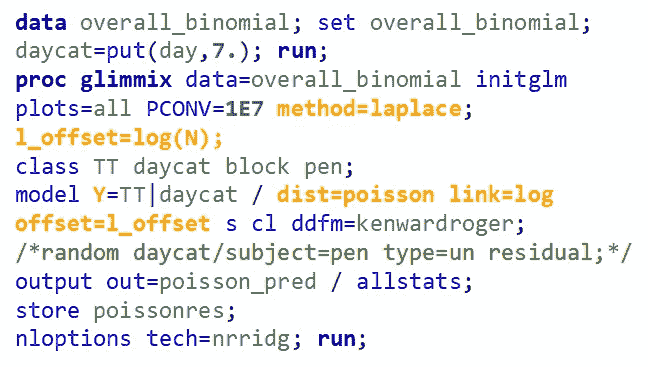 data overall_binomial; set overall_binomial;
daycat=put(day,7.); run;
proc glimmix data=overall_binomial initglm
plots=all PCONV=1E7 method=laplace;
l_offset=log(N);
class TT daycat block pen;
model Y=TT|daycat / dist=poisson link=log
offset=l_offset s cl ddfm=kenwardroger;
/*random daycat/subject=pen type=un residual;*/
output out=poisson_pred / allstats;
store poissonres;
nloptions tech=nrridg; run;